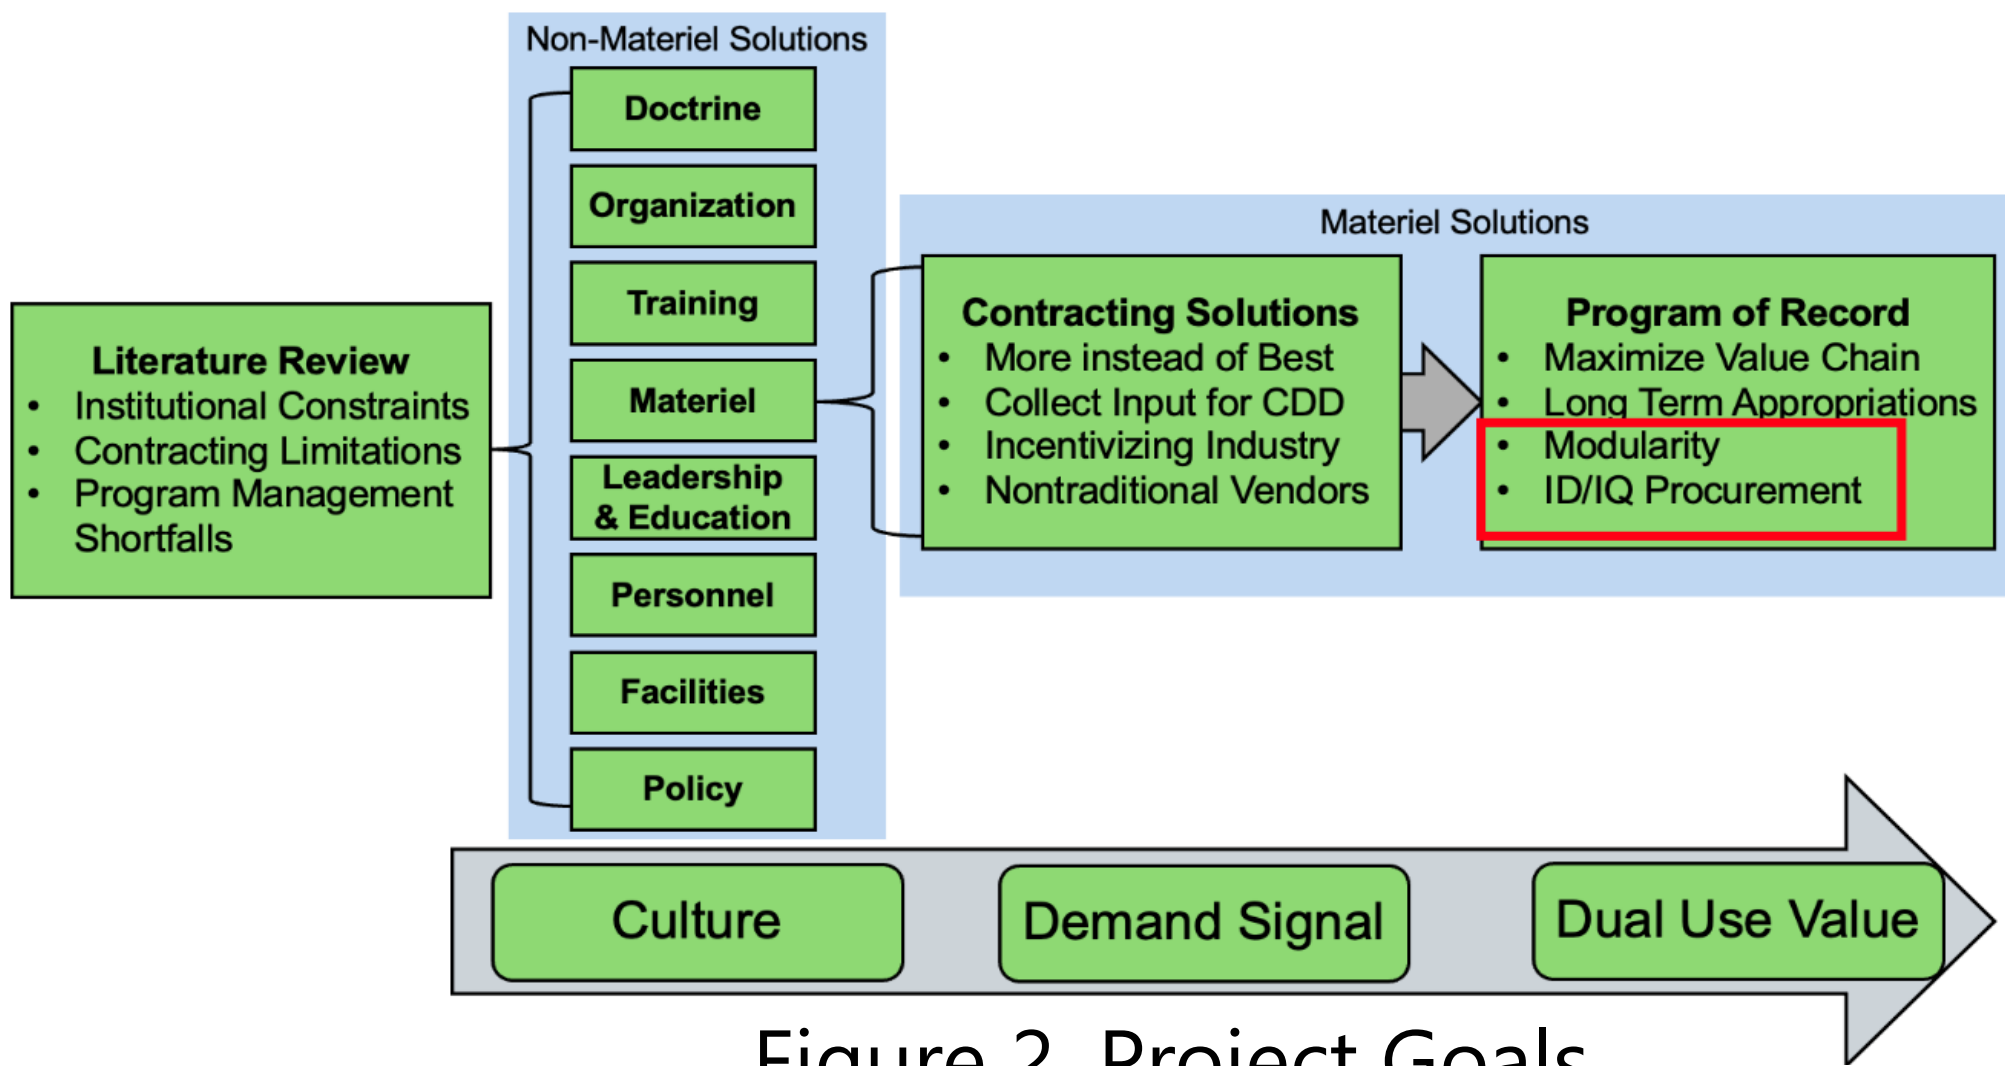 Non-Materiel Solutions
Doctrine
Organization
Training
Materiel
Leadership
& Education
Personnel
Facilities
Policy
Literature Review
• Institutional Constraints
• Contracting Limitations
• Program Management
Shortfalls
Materiel Solutions
Contracting Solutions
• More instead of Best
• Collect Input for CDD
• Incentivizing Industry
• Nontraditional Vendors
Program of Record
• Maximize Value Chain
• Long Term Appropriations
• Modularity
• ID/IQ Procurement
Culture
Demand Signal
Dual Use Value
Figure 2. Project Goals